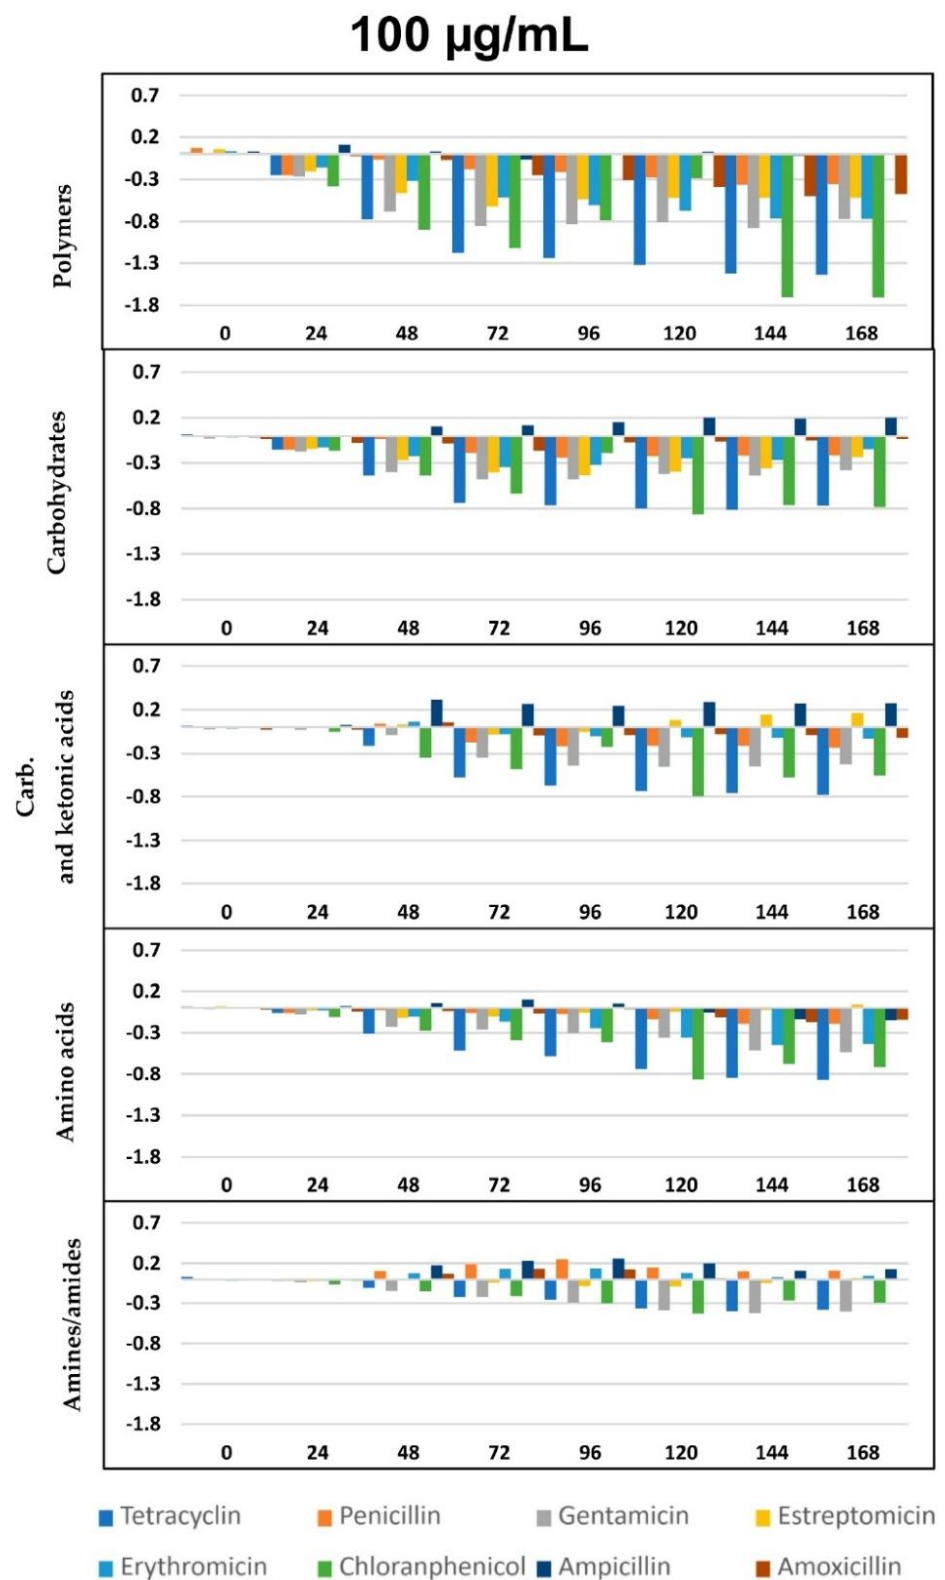 100 µg/mL
Polymers
0.7
0.2
-0.3
-0.8
-1.3
-1.8
0 24 48 72 96 120 144 168
Carbohydrates
0.7
0.2
-0.3
-0.8
-1.3
-1.8
0 24 48 72 96 120 144 168
Carb.
and ketonic acids
0.7
0.2
-0.3
-0.8
-1.3
-1.8
0 24 48 72 96 120 144 168
Amino acids
0.7
0.2
-0.3
-0.8
-1.3
-1.8
0 24 48 72 96 120 144 168
Amines/amides
0.7
0.2
-0.3
-0.8
-1.3
-1.8
0 24 48 72 96 120 144 168
Tetracyclin Penicillin Gentamicin Estreptomicin
Erythromicin Chloranphenicol Ampicillin Amoxicillin